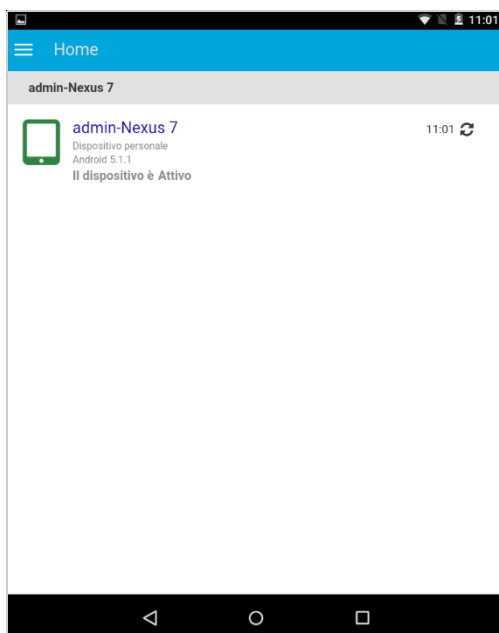 11:01
Home
admin-Nexus 7
admin-Nexus 7
11:01
Dispositivo personale
Android 5.1.1
Il dispositivo è Attivo